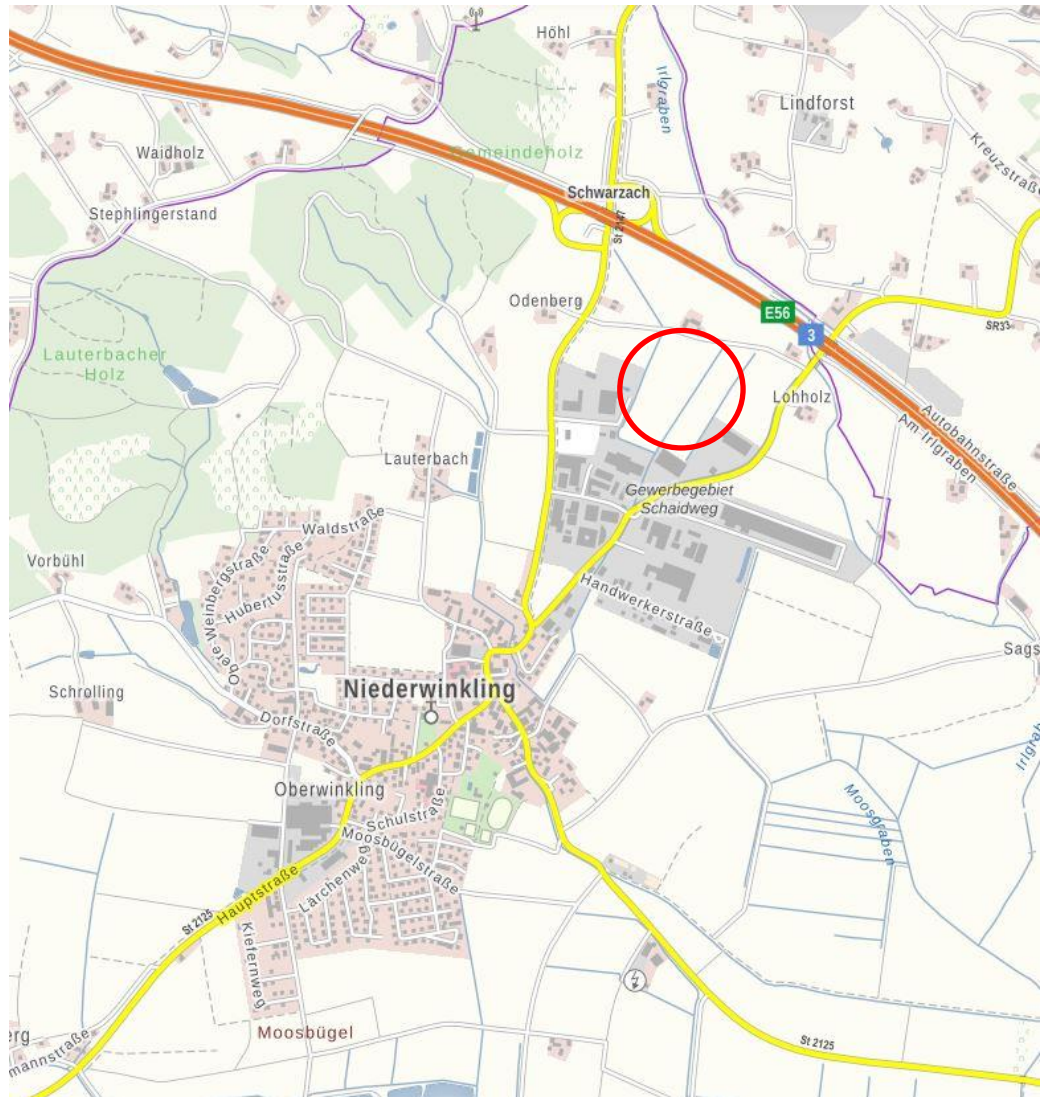 Höhl
Irlgraben
Lindforst
Kreuzstraße
Waidholz
Gemeindeholz
Schwarzach
Stephlingerstand
St 2147
Odenberg
E56
3
SR33
Lauterbacher
Holz
Lohholz
Autobahnstraße
Am Irlgraben
Lauterbach
Gewerbegebiet
Schaidweg
Waldstraße
Vorbühl
Hubertusstraße
Obere Weinbergstraße
Handwerkerstraße
Sags
Niederwinkling
Schrolling
Dorfstraße
Irlgrab
Oberwinkling
Moosgraben
Schulstraße
Moosbügelstraße
Lärchenweg
Hauptstraße
St 2125
Kiefernweg
Moosbügel
erg
mannstraße
St 2125